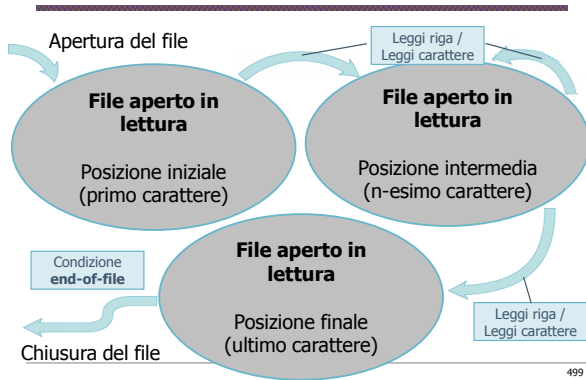 Apertura del file
Leggi riga /
Leggi carattere
File aperto in
lettura
Posizione iniziale
(primo carattere)
File aperto in
lettura
Posizione intermedia
(n-esimo carattere)
File aperto in
lettura
Posizione finale
(ultimo carattere)
Condizione
end-of-file
Leggi riga /
Leggi carattere
Chiusura del file
499